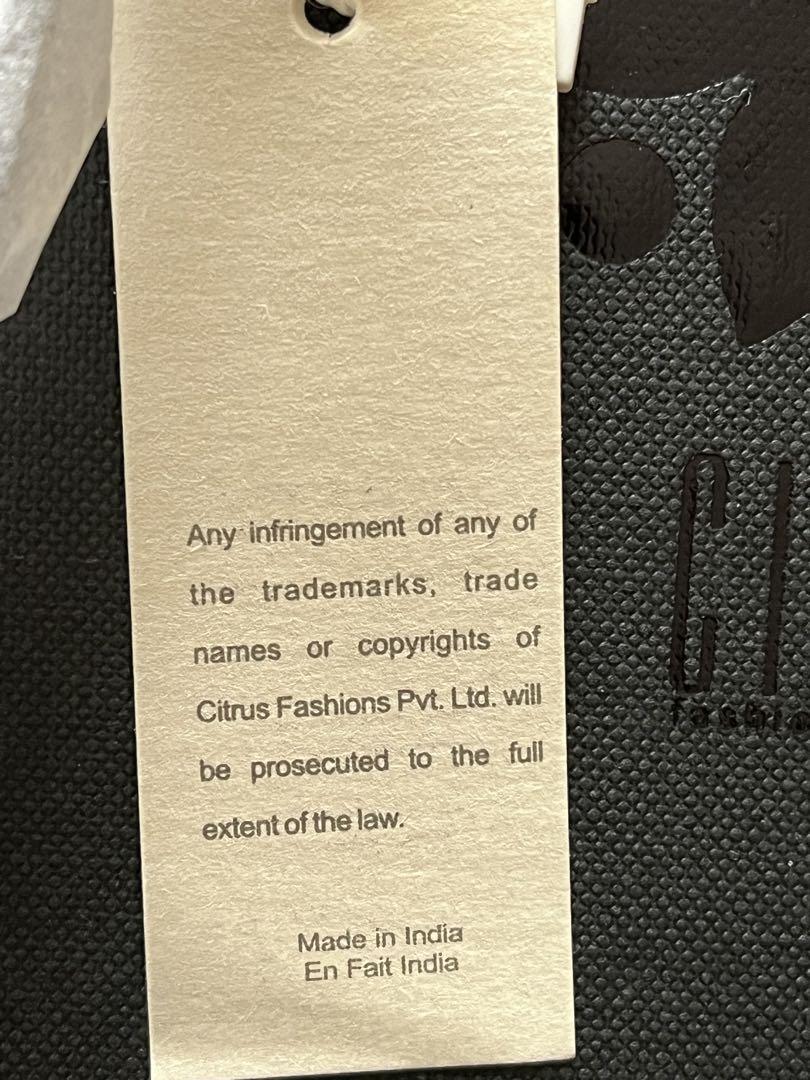 Any infringement of any of
the trademarks, trade
names or copyrights of
Citrus Fashions Pvt. Ltd. will
be prosecuted to the full
extent of the law.
Made in India
En Fait India